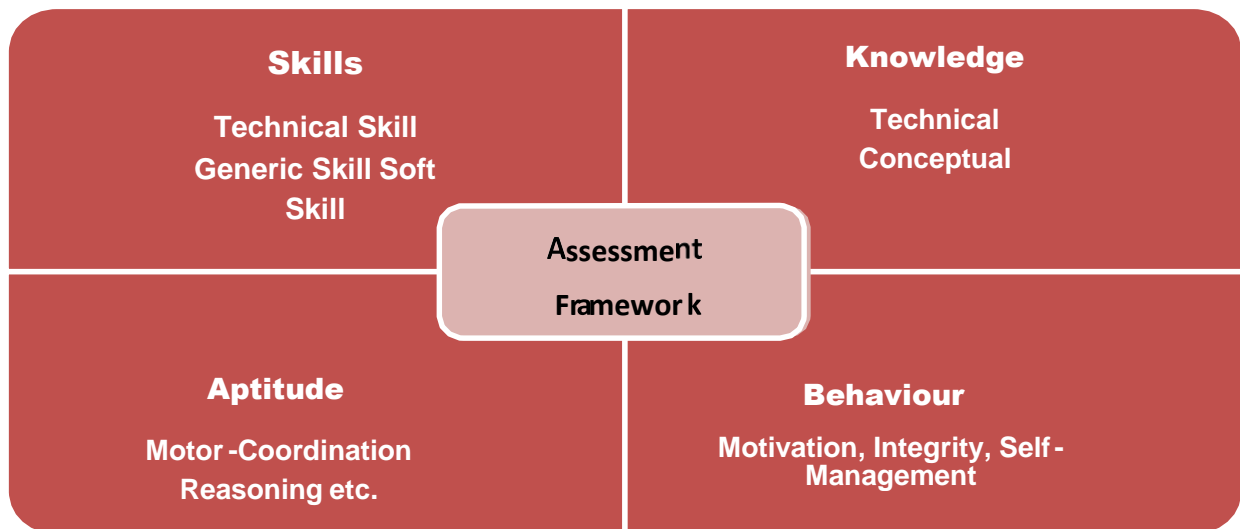 Skills
Technical Skill
Generic Skill Soft
Skill
Knowledge
Technical
Conceptual
Assessment
Framework
Aptitude
Motor-Coordination
Reasoning etc.
Behaviour
Motivation, Integrity, Self-
Management